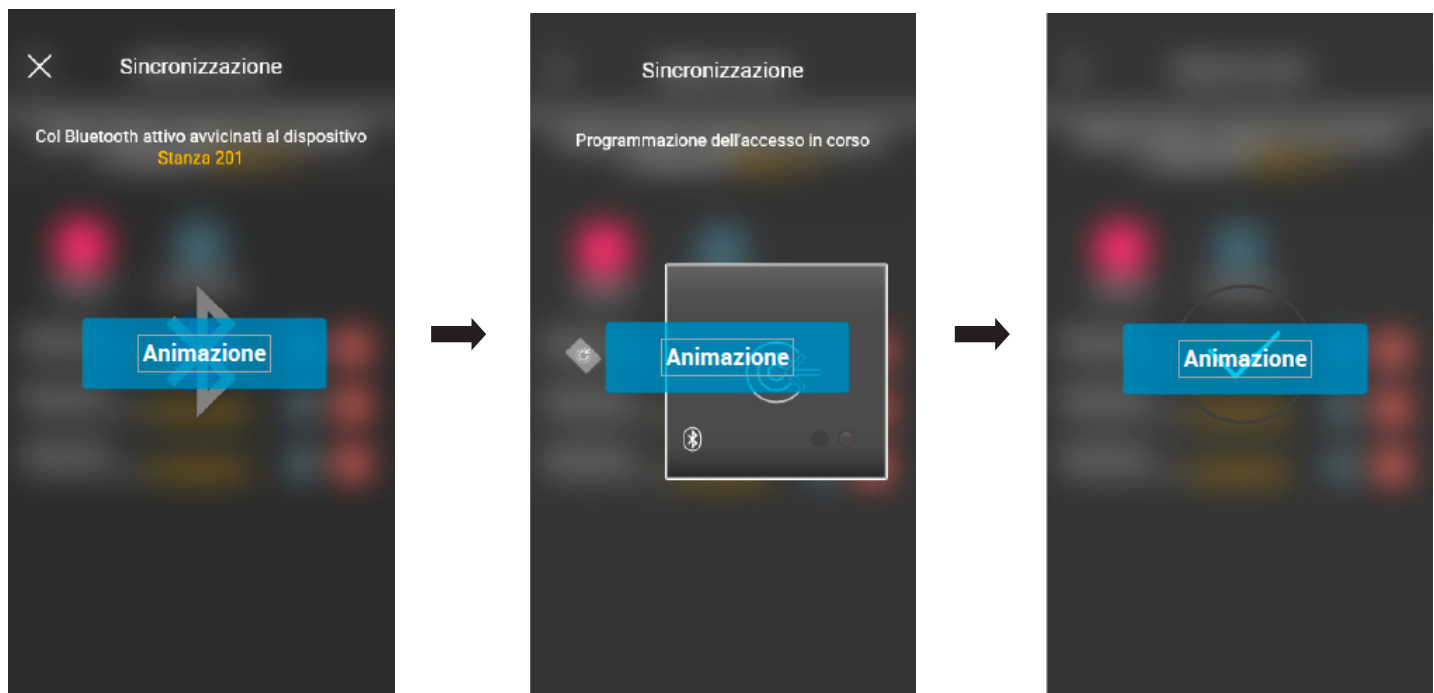 Sincronizzazione
Col Bluetooth attivo avvicinati al dispositivo
Stanza 201
Animazione
Sincronizzazione
Programmazione dell'accesso in corso
Animazione
Animazione